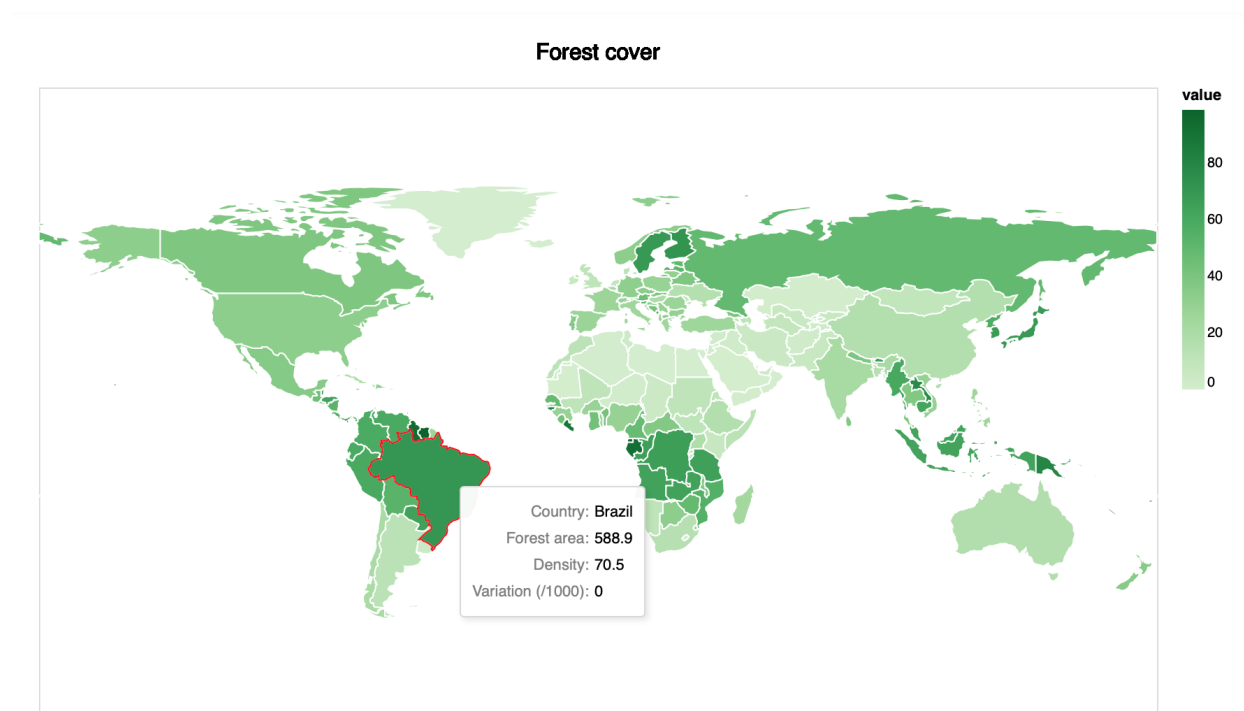 Forest cover
value
80
60
40
20
0
Country: Brazil
Forest area: 588.9
Density: 70.5
Variation (/1000): 0